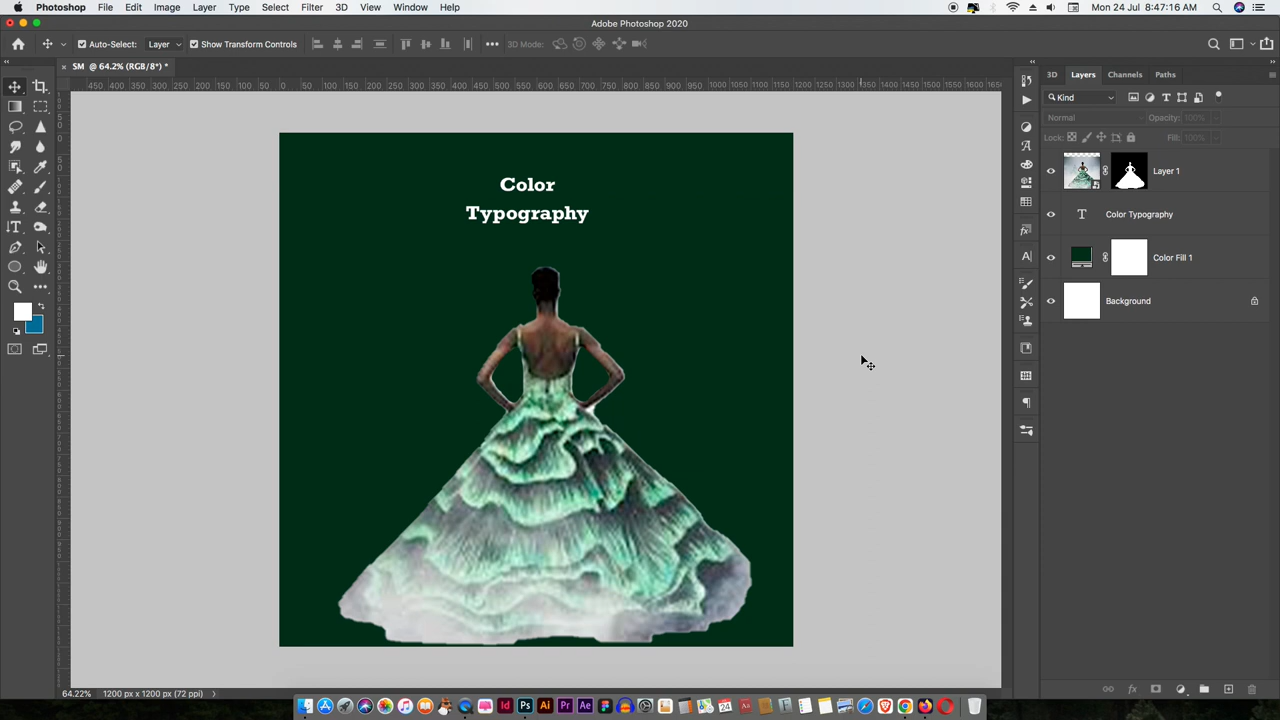 Photoshop File Edit Image Layer Type Select Filter 3D View Window Help
Mon 24 Jul 8:47:16 AM
Adobe Photoshop 2020
Auto-Select: Layer Show Transform Controls
3D Mode:
SM @ 64.2% (RGB/8*) *
3D Layers Channels Paths
Kind
Normal Opacity: 100%
Lock: Fill: 100%
Layer 1
Color Typography
Color Fill 1
Background
Color
Typography
64.22% 1200 px x 1200 px (72 ppi)